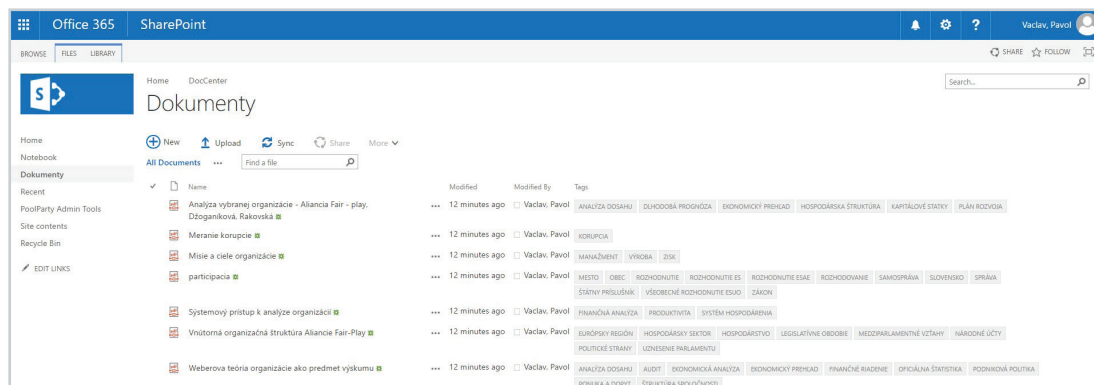 Office 365 SharePoint Vaclav, Pavol
BROWSE FILES LIBRARY SHARE FOLLOW
S
Home DocCenter Search...
Dokumenty
Home
Notebook
Dokumenty
Recent
PoolParty Admin Tools
Site contents
Recycle Bin
EDIT LINKS
New Upload Sync Share More
All Documents ... Find a file
Name Modified Modified By Tags
Analýza vybranej organizácie - Aliancia Fair - play, ... 12 minutes ago Vaclav, Pavol ANALÝZA DOSAHU DLHODOBÁ PROGNÓZA EKONOMICKÝ PREHĽAD HOSPODÁRSKA ŠTRUKTÚRA KAPITÁLOVÉ STATKY PLÁN ROZVOJA
Džoganíková, Rakovská
Meranie korupcie ... 12 minutes ago Vaclav, Pavol KORUPCIA
Misie a ciele organizácie ... 12 minutes ago Vaclav, Pavol MANAŽMENT VÝROBA ZISK
participacia ... 12 minutes ago Vaclav, Pavol MESTO OBEC ROZHODNUTIE ROZHODNUTIE ES ROZHODNUTIE ESAE ROZHODOVANIE SAMOSPRÁVA SLOVENSKO SPRÁVA
ŠTÁTNY PRÍSLUŠNÍK VŠEOBECNÉ ROZHODNUTIE ESUO ZÁKON
Systemový prístup k analýze organizácií ... 12 minutes ago Vaclav, Pavol FINANČNÁ ANALÝZA PRODUKTIVITA SYSTÉM HOSPODÁRENIA
Vnútorná organizačná štruktúra Aliancie Fair-Play ... 12 minutes ago Vaclav, Pavol EURÓPSKY REGIÓN HOSPODÁRSKY SEKTOR HOSPODÁRSTVO LEGISLATÍVNE OBDOBIE MEDZIPARLAMENTNÉ VZŤAHY NÁRODNÉ ÚČTY
POLITICKÉ STRANY UZNESENIE PARLAMENTU
Weberova teória organizácie ako predmet výskumu ... 12 minutes ago Vaclav, Pavol ANALÝZA DOSAHU AUDIT EKONOMICKÁ ANALÝZA EKONOMICKÝ PREHĽAD FINANČNÉ RIADENIE OFICIÁLNA ŠTATISTIKA PODNIKOVÁ POLITIKA
PONUKA A DOPYT ŠTRUKTÚRA SPOLOČNOSTI